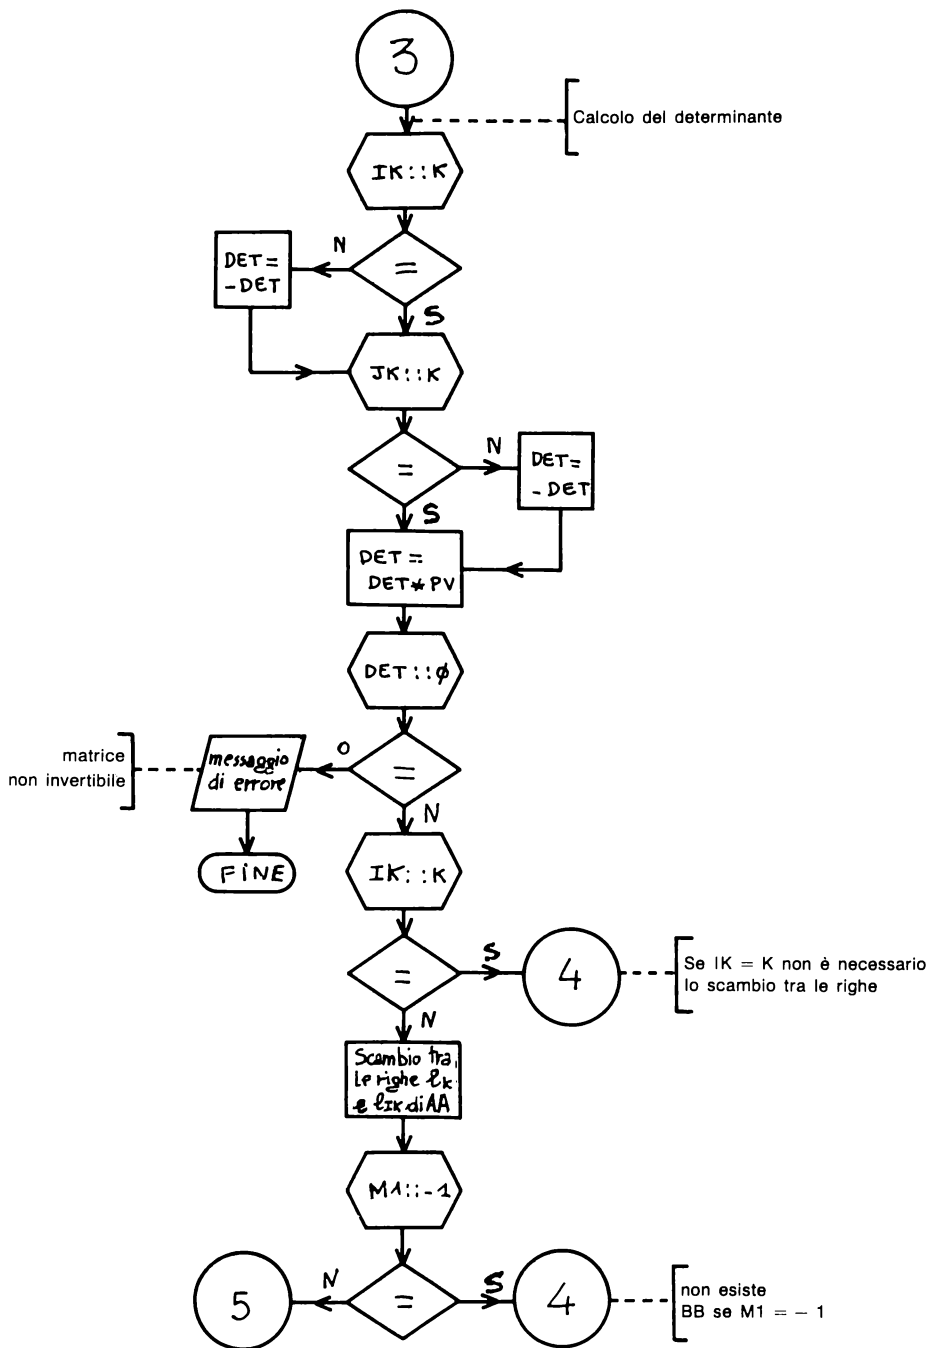 3
Calcolo del determinante
IK::K
N
DET=
-DET
=
S
JK::K
=
N
DET=
- DET
S
DET=
DET*PV
DET::ϕ
matrice
non invertibile
messaggio
di errore
O
=
N
FINE
IK::K
=
S
4
Se IK = K non è necessario
lo scambio tra le righe
N
Scambio tra
le righe ℓK
e ℓIK di AA
M1::-1
5
N
=
S
4
non esiste
BB se M1 = – 1